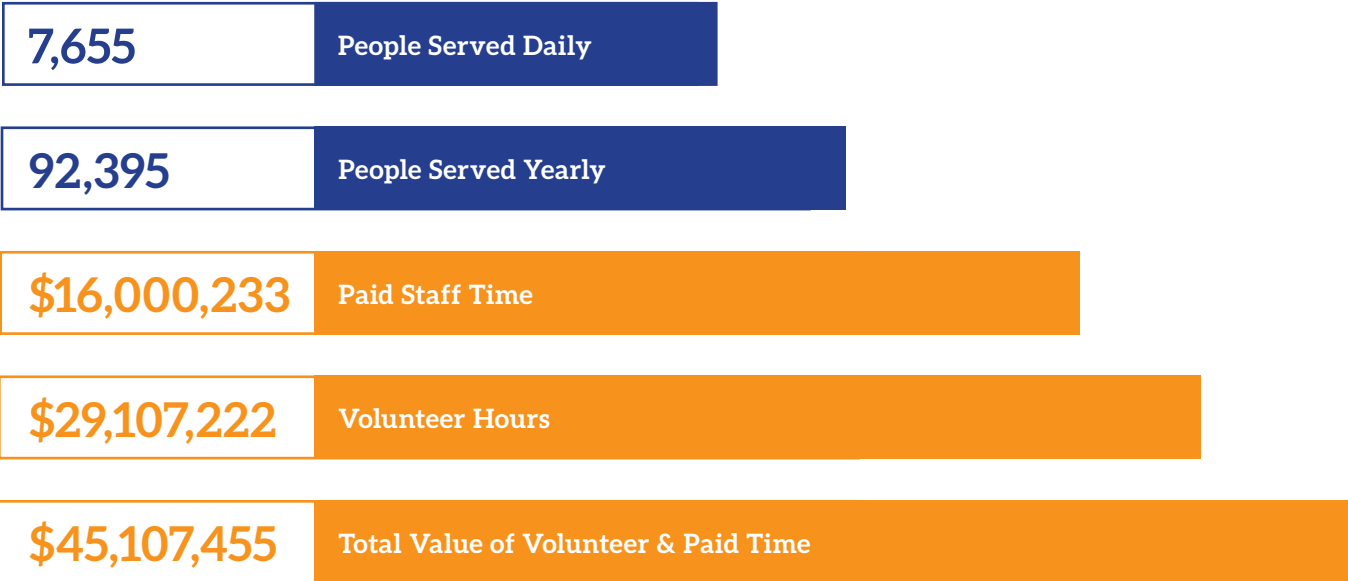 7,655 People Served Daily
92,395 People Served Yearly
$16,000,233 Paid Staff Time
$29,107,222 Volunteer Hours
$45,107,455 Total Value of Volunteer & Paid Time